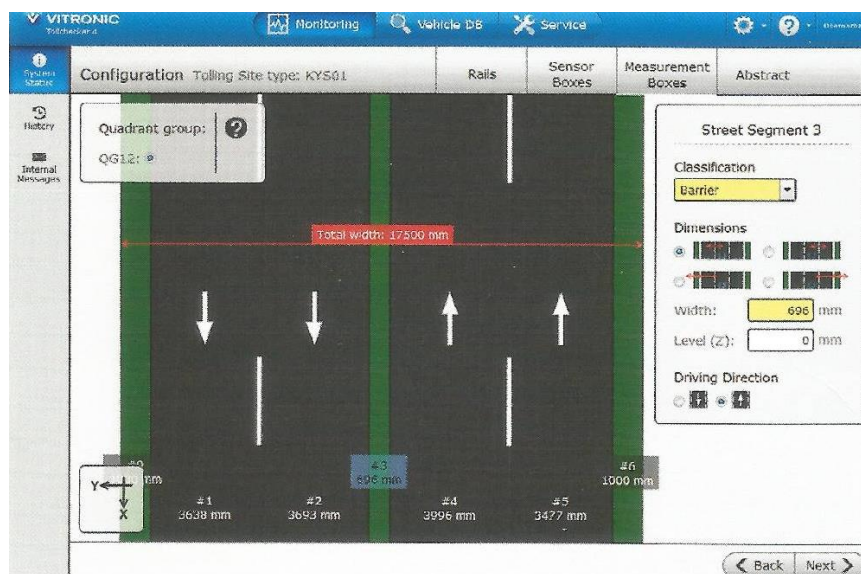 VITRONIC
Monitoring
Vehicle DB
Service
System
Status
Configuration Tolling Site type: KYS01
Rails
Sensor
Boxes
Measurement
Boxes
Abstract
History
Internal
Messages
Quadrant group:
QG12:
?
Total width: 17500 mm
Street Segment 3
Classification
Barrier
Dimensions
Width: 696 mm
Level (Z): 0 mm
Driving Direction
mm
#3
696 mm
#6
1000 mm
Y
X
#1
3638 mm
#2
3693 mm
#4
3996 mm
#5
3477 mm
Back
Next